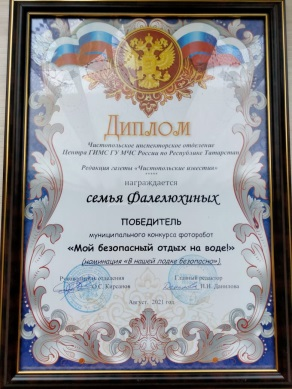 Диплом
Чистопольское инспекторское отделение
Центра ГИМС ГУ МЧС России по Республике Татарстан
Редакция газеты «Чистопольские известия»
*****
награждается
семья Фалелюхиных
ПОБЕДИТЕЛЬ
муниципального конкурса фоторабот
«Мой безопасный отдых на воде!»
(номинация «В нашей лодке безопасно»)
Руководитель отделения Главный редактор
О.С. Карканов В.Н. Данилова
Август, 2021 год